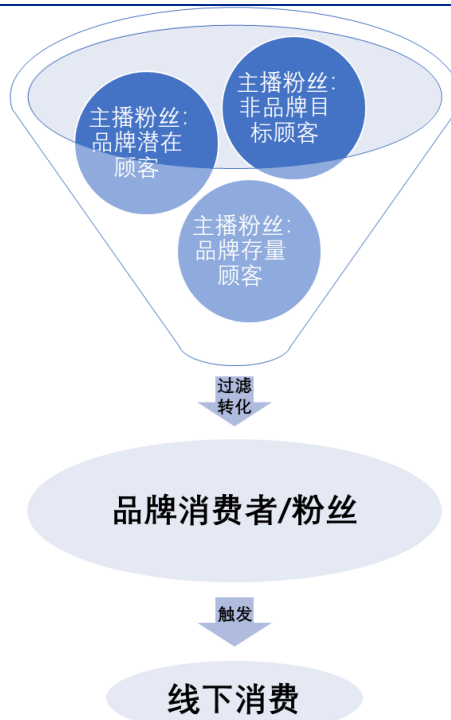 主播粉丝：
非品牌目
标顾客
主播粉丝：
品牌潜在
顾客
主播粉丝：
品牌存量
顾客
过滤
转化
品牌消费者/粉丝
触发
线下消费